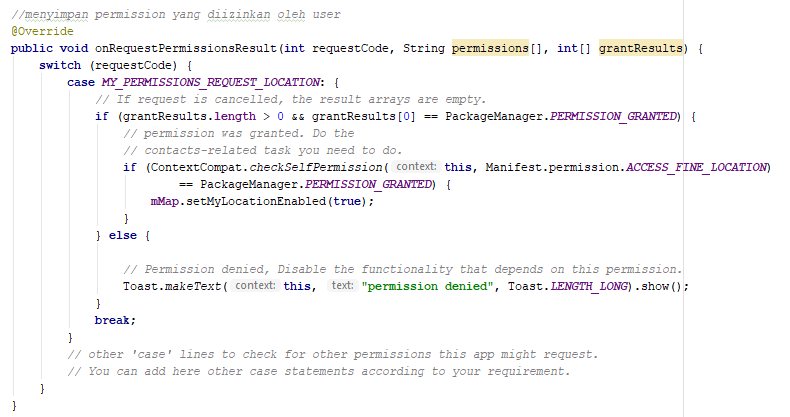 //menyimpan permission yang diizinkan oleh user
@Override
public void onRequestPermissionsResult(int requestCode, String permissions[], int[] grantResults) {
switch (requestCode) {
case MY_PERMISSIONS_REQUEST_LOCATION: {
// If request is cancelled, the result arrays are empty.
if (grantResults.length > 0 && grantResults[0] == PackageManager.PERMISSION_GRANTED) {
// permission was granted. Do the
// contacts-related task you need to do.
if (ContextCompat.checkSelfPermission( context: this, Manifest.permission.ACCESS_FINE_LOCATION)
== PackageManager.PERMISSION_GRANTED) {
mMap.setMyLocationEnabled(true);
}
} else {
// Permission denied, Disable the functionality that depends on this permission.
Toast.makeText( context: this, text: "permission denied", Toast.LENGTH_LONG).show();
}
break;
}
// other 'case' lines to check for other permissions this app might request.
// You can add here other case statements according to your requirement.
}
}